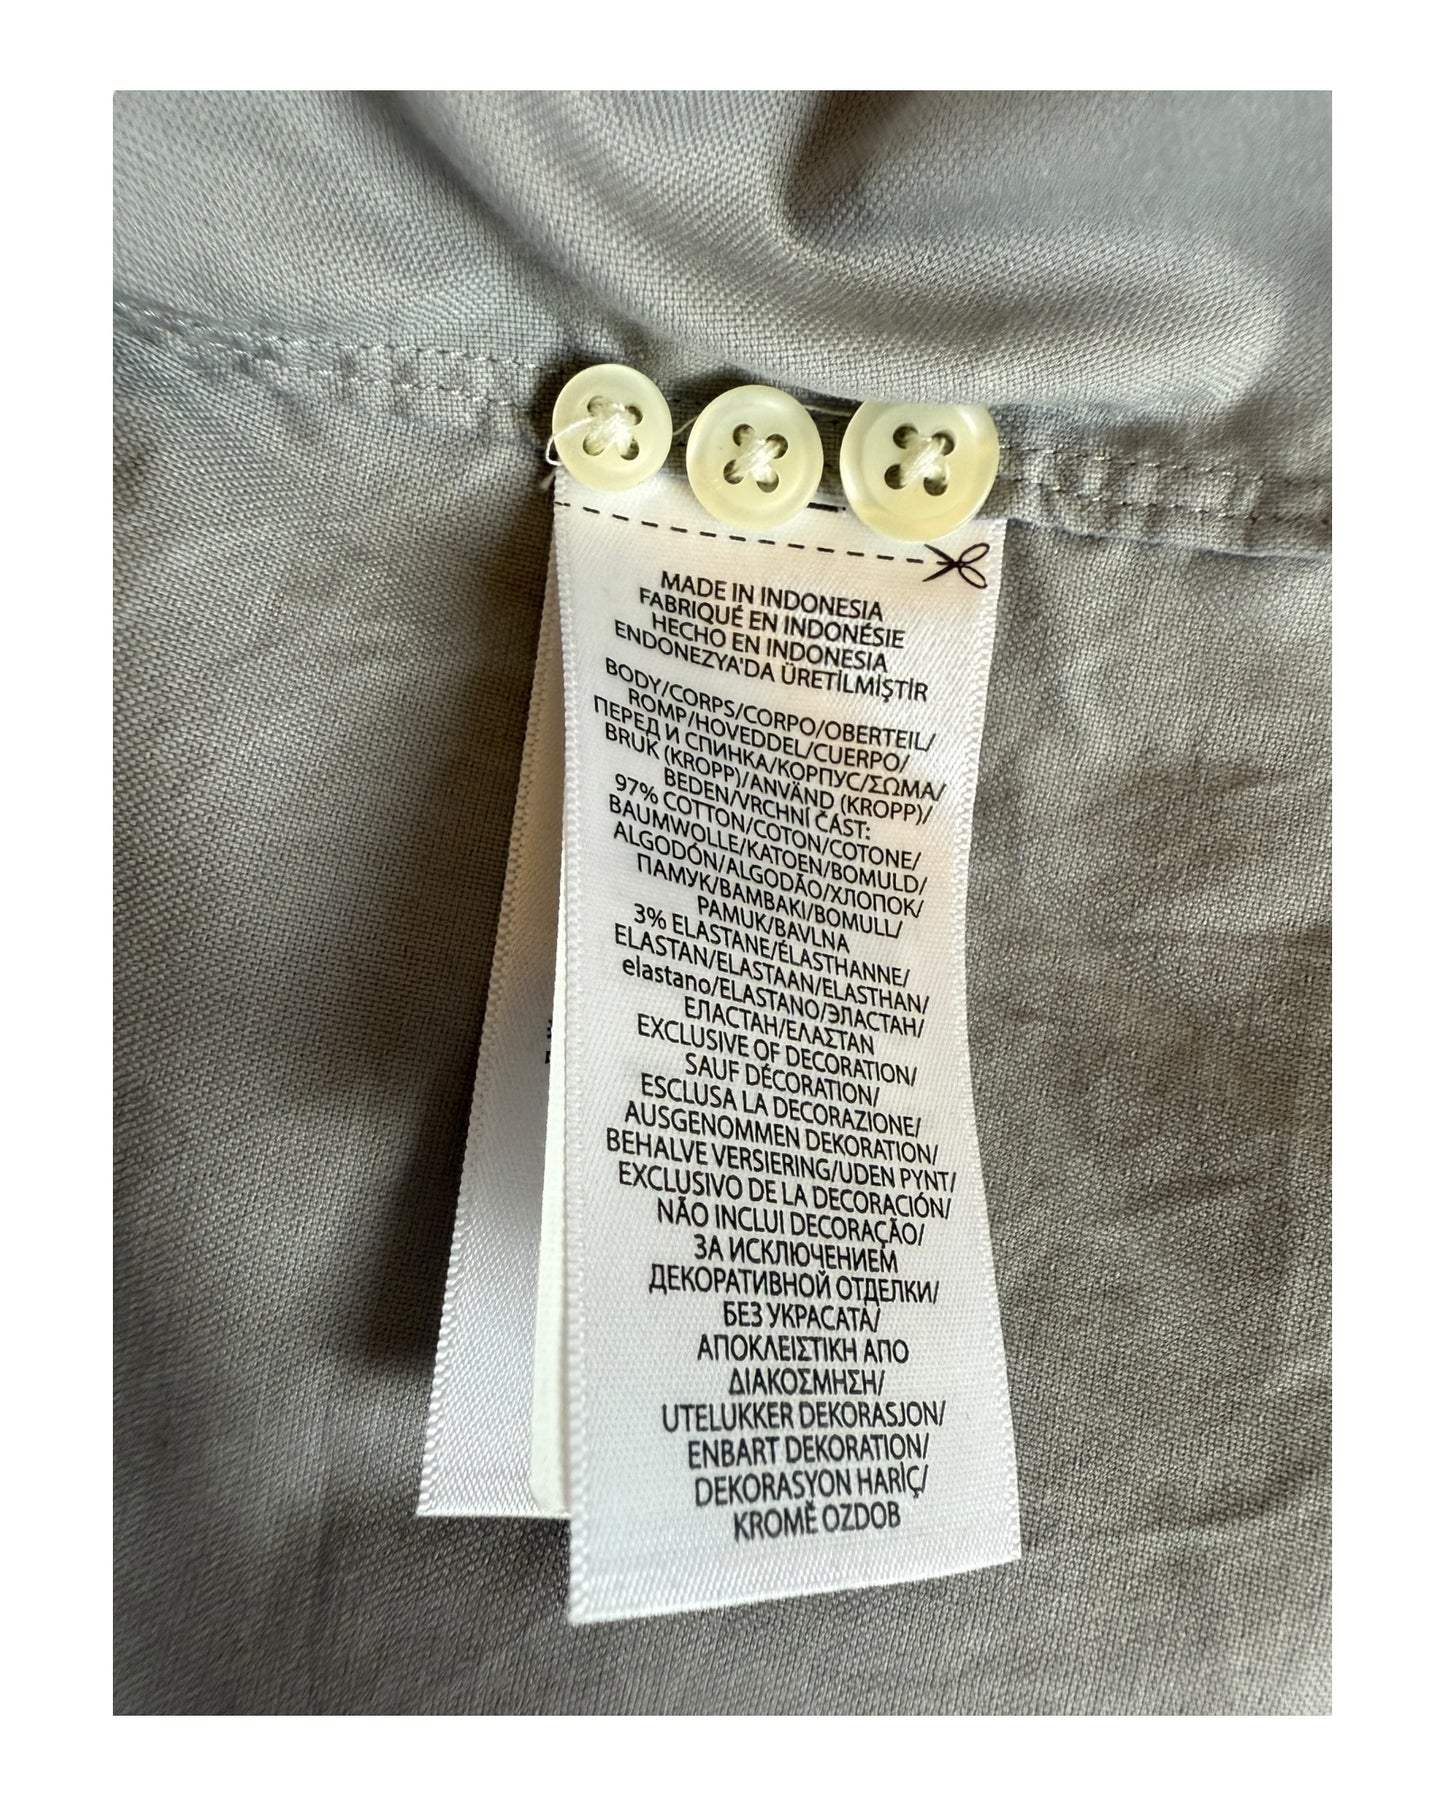 MADE IN INDONESIA
FABRIQUÉ EN INDONÉSIE
HECHO EN INDONESIA
ENDONEZYA'DA ÜRETİLMİŞTİR
BODY/CORPS/CORPO/OBERTEIL/
ROMP/HOVEDDEL/CUERPO/
ПЕРЕД И СПИНКА/КОРПУС/ΣΩΜΑ/
BRUK (KROPP)/ANVÄND (KROPP)/
BEDEN/VRCHNÍ ČÁST:
97% COTTON/COTON/COTONE/
BAUMWOLLE/KATOEN/BOMULD/
ALGODÓN/ALGODÃO/ХЛОПОК/
ПАМУК/BAMBAKI/BOMULL/
PAMUK/BAVLNA
3% ELASTANE/ÉLASTHANNE/
ELASTAN/ELASTAAN/ELASTHAN/
elastano/ELASTANO/ЭЛАСТАН/
ЕЛАСТАН/ΕΛΑΣΤΑΝ
EXCLUSIVE OF DECORATION/
SAUF DÉCORATION/
ESCLUSA LA DECORAZIONE/
AUSGENOMMEN DEKORATION/
BEHALVE VERSIERING/UDEN PYNT/
EXCLUSIVO DE LA DECORACIÓN/
NÃO INCLUI DECORAÇÃO/
ЗА ИСКЛЮЧЕНИЕМ
ДЕКОРАТИВНОЙ ОТДЕЛКИ/
БЕЗ УКРАСАТА/
ΑΠΟΚΛΕΙΣΤΙΚΗ ΑΠΟ
ΔΙΑΚΟΣΜΗΣΗ/
UTELUKKER DEKORASJON/
ENBART DEKORATION/
DEKORASYON HARİÇ/
KROMĚ OZDOB